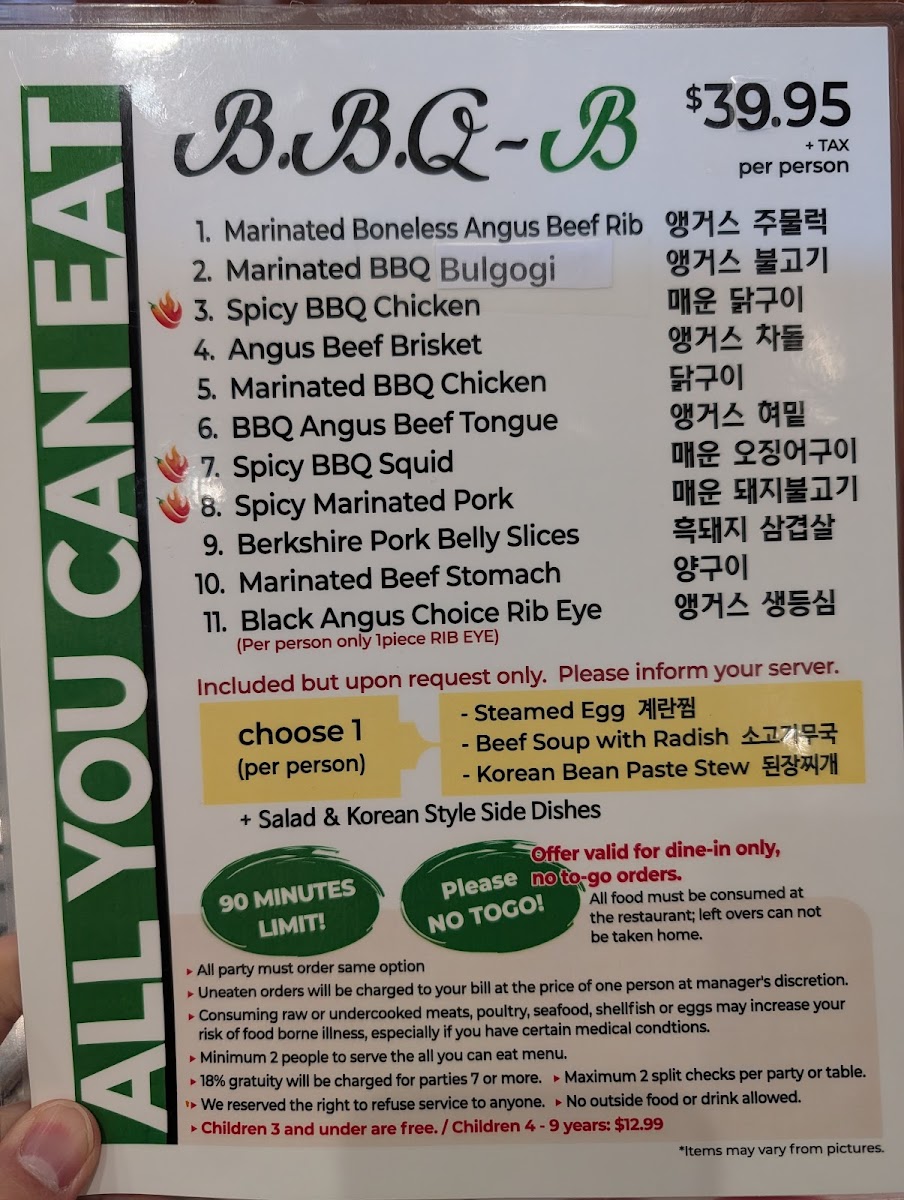 ALL YOU CAN EAT
B.B.Q ~ B
$39.95
+ TAX
per person
1. Marinated Boneless Angus Beef Rib 앵거스 주물럭
2. Marinated BBQ Bulgogi 앵거스 불고기
3. Spicy BBQ Chicken 매운 닭구이
4. Angus Beef Brisket 앵거스 차돌
5. Marinated BBQ Chicken 닭구이
6. BBQ Angus Beef Tongue 앵거스 혀밑
7. Spicy BBQ Squid 매운 오징어구이
8. Spicy Marinated Pork 매운 돼지불고기
9. Berkshire Pork Belly Slices 흑돼지 삼겹살
10. Marinated Beef Stomach 양구이
11. Black Angus Choice Rib Eye 앵거스 생등심
(Per person only 1piece RIB EYE)
Included but upon request only. Please inform your server.
choose 1
(per person)
- Steamed Egg 계란찜
- Beef Soup with Radish 소고기무국
- Korean Bean Paste Stew 된장찌개
+ Salad & Korean Style Side Dishes
90 MINUTES
LIMIT!
Please
NO TOGO!
Offer valid for dine-in only,
no to-go orders.
All food must be consumed at
the restaurant; left overs can not
be taken home.
▸ All party must order same option
▸ Uneaten orders will be charged to your bill at the price of one person at manager's discretion.
▸ Consuming raw or undercooked meats, poultry, seafood, shellfish or eggs may increase your
risk of food borne illness, especially if you have certain medical condtions.
▸ Minimum 2 people to serve the all you can eat menu.
▸ 18% gratuity will be charged for parties 7 or more. ▸ Maximum 2 split checks per party or table.
▸ We reserved the right to refuse service to anyone. ▸ No outside food or drink allowed.
▸ Children 3 and under are free. / Children 4 - 9 years: $12.99
*Items may vary from pictures.